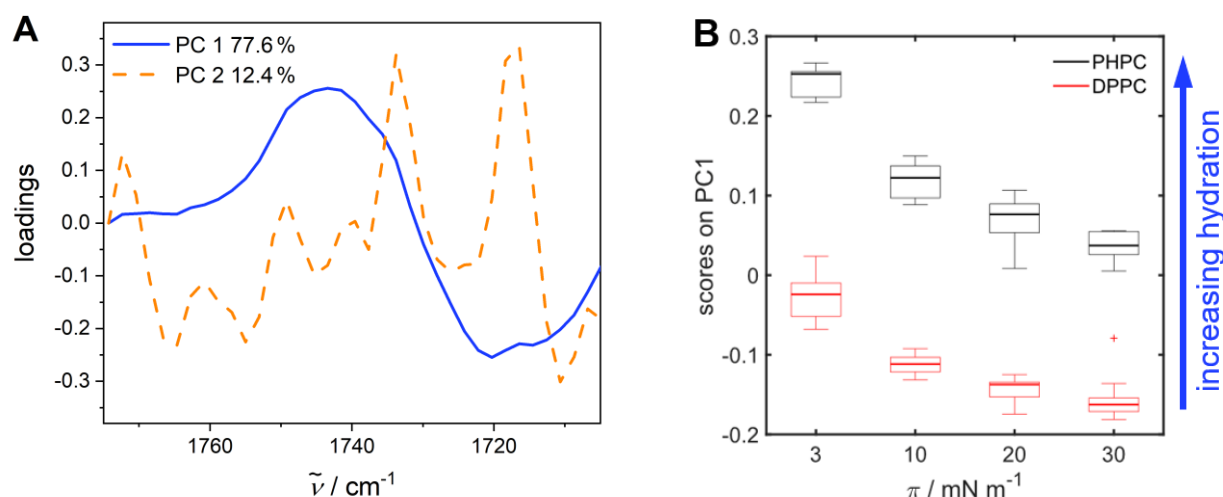 A
PC 1 77.6 %
PC 2 12.4 %
loadings
0.3
0.2
0.1
0.0
-0.1
-0.2
-0.3
1760
1740
1720
ṽ / cm⁻¹
B
PHPC
DPPC
scores on PC1
0.3
0.2
0.1
0
-0.1
-0.2
3
10
20
30
π / mN m⁻¹
increasing hydration